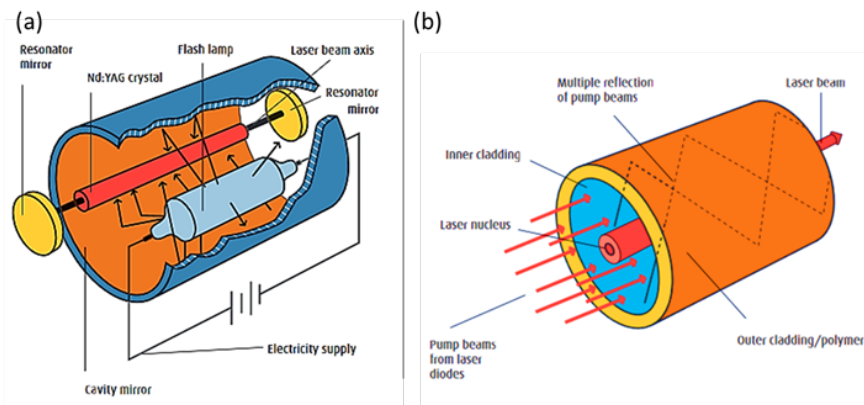 (a)
Resonator
mirror
Nd:YAG crystal
Flash lamp
Laser beam axis
Resonator
mirror
Electricity supply
Cavity mirror
(b)
Multiple reflection
of pump beams
Laser beam
Inner cladding
Laser nucleus
Pump beams
from laser
diodes
Outer cladding/polymer